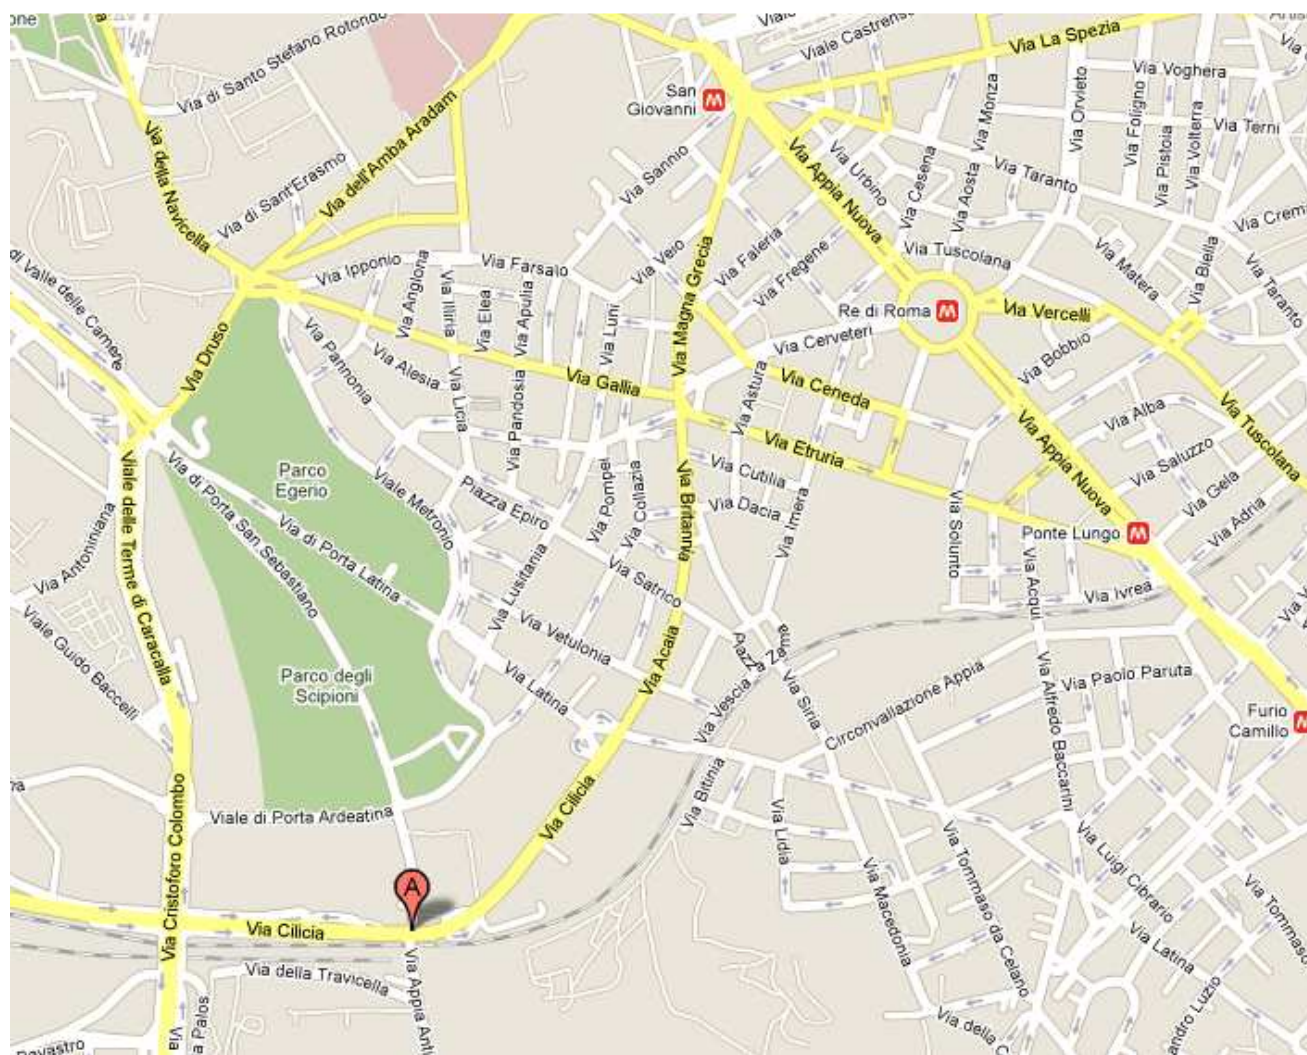 Via La Spezia
Viale Castrense
Via Voghera
Via di Santo Stefano Rotondo
San
Giovanni
M
Via Monza
Via Orvieto
Via Foligno
Via Pistoia
Via Volterra
Via Terni
Via della Navicella
Via dell'Amba Aradam
Via di Sant'Erasmo
Via Sannio
Via Appia Nuova
Via Urbino
Via Cesena
Via Aosta
Via Taranto
Via Magna Grecia
Via Veio
Via Faleria
Via Fregene
Via Tuscolana
Via Matera
Via Biella
Via Taranto
di Valle delle Camene
Via Ipponio
Via Anglona
Via Illiria
Via Elea
Via Farsalo
Via Apulia
Via Luni
Re di Roma
M
Via Vercelli
Via Druso
Via Pannonia
Via Alesia
Via Licia
Via Pandosia
Via Gallia
Via Cerveteri
Via Ceneda
Via Astura
Via Bobbio
Via Appia Nuova
Via Alba
Via Tuscolana
Via Saluzzo
Via Gela
Via Adria
Via Etruria
Via Cutilia
Via Dacia
Via Imera
Via Britannia
Via Pompei
Via Collazia
Parco
Egerio
Viale Metronio
Piazza Epiro
Via di Porta San Sebastiano
Via di Porta Latina
Viale delle Terme di Caracalla
Via Antoniniana
Viale Guido Baccelli
Via Lusitania
Via Satrico
Via Vetulonia
Via Solunto
Ponte Lungo
M
Via Acqui
Via Ivrea
Via Acaia
Via Latina
Parco degli
Scipioni
Via Vescia
Piazza Zama
Via Siria
Circonvallazione Appia
Via Paolo Paruta
Via Alfredo Baccarini
Furio
Camillo
M
Viale di Porta Ardeatina
Via Cristoforo Colombo
Via Cilicia
Via Bitinia
Via Lidia
Via Macedonia
Via Tommaso da Celano
Via Luigi Cibrario
Via Tommaso
Via Latina
A
Via Cilicia
Via della Travicella
Via Appia Anti
Via
a Palos
Via della C
andro Luzio